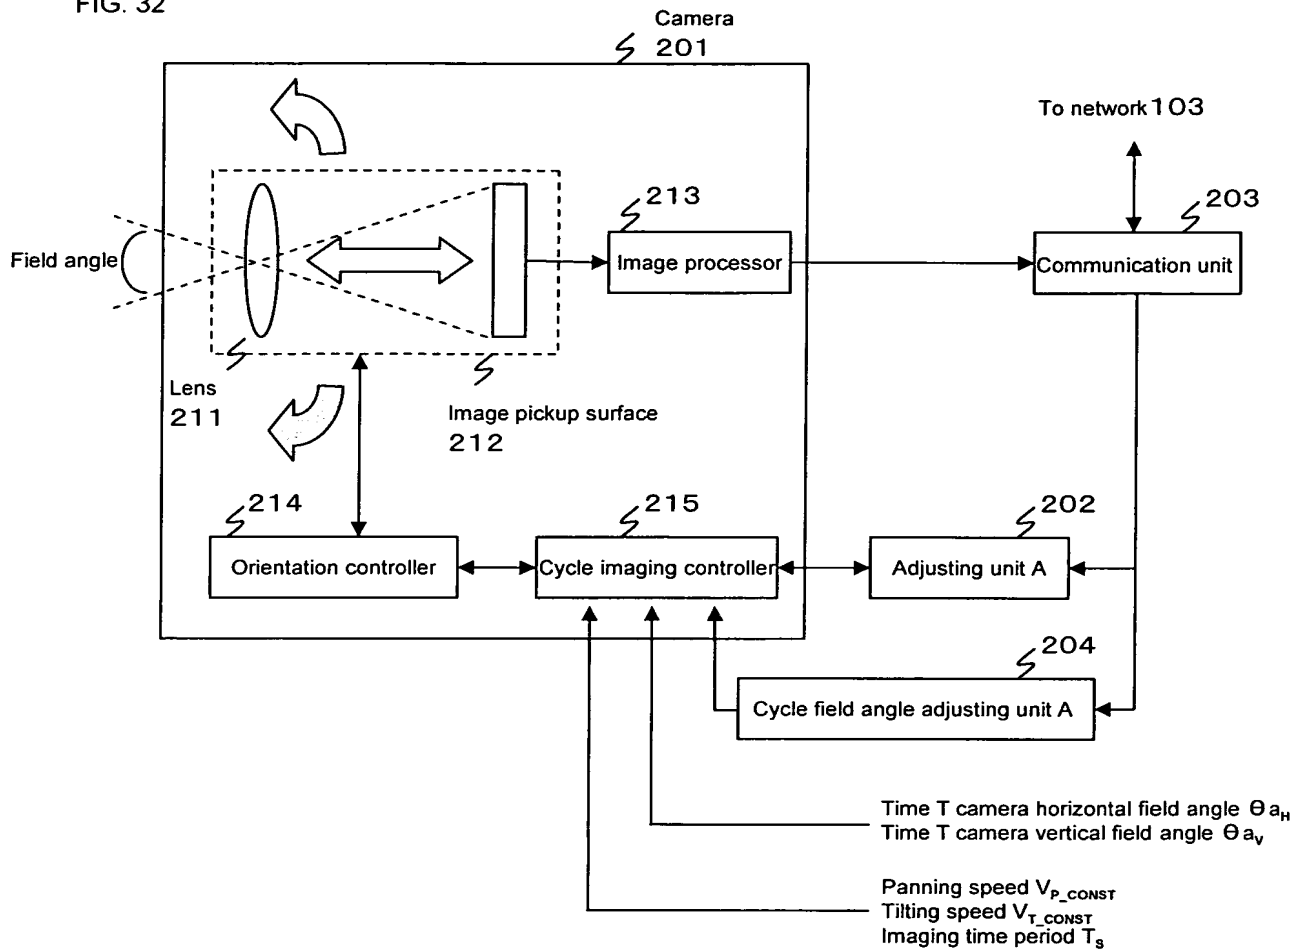 FIG. 32
Camera
201
To network 103
213
203
Field angle
Image processor
Communication unit
Lens
211
Image pickup surface
212
214
215
202
Orientation controller
Cycle imaging controller
Adjusting unit A
204
Cycle field angle adjusting unit A
Time T camera horizontal field angle Θa_H
Time T camera vertical field angle Θa_V
Panning speed V_P_CONST
Tilting speed V_T_CONST
Imaging time period T_S